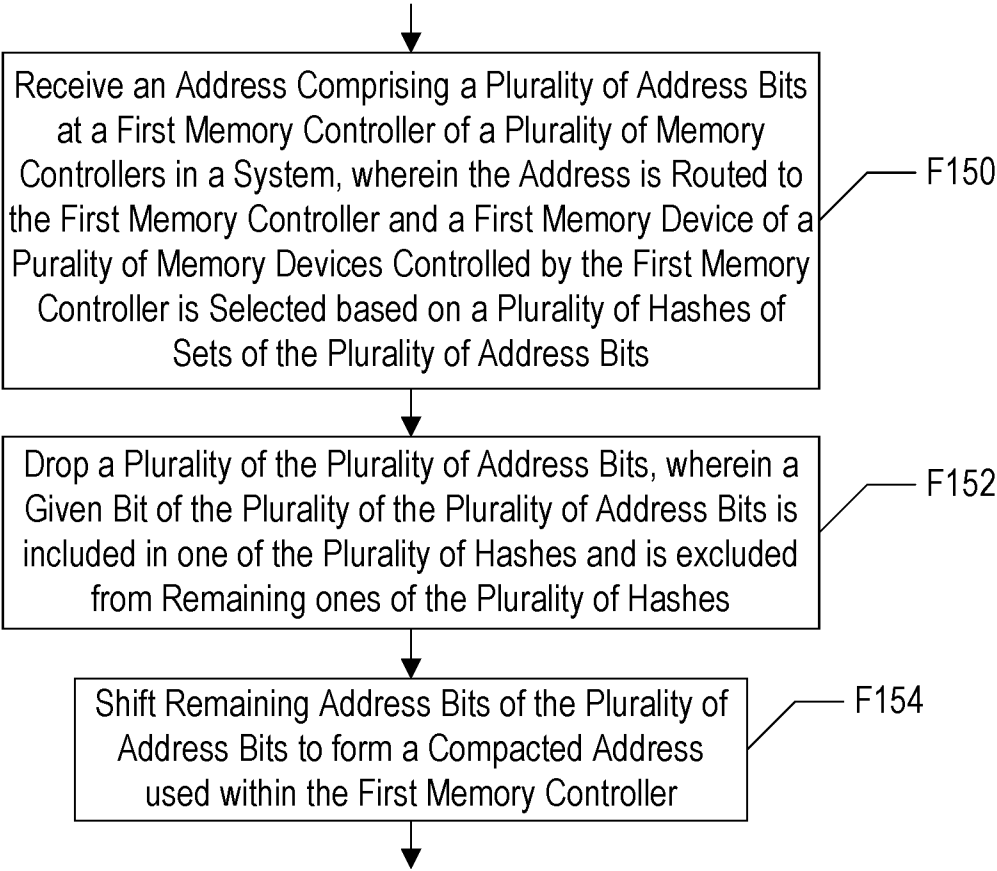 Receive an Address Comprising a Plurality of Address Bits
at a First Memory Controller of a Plurality of Memory
Controllers in a System, wherein the Address is Routed to
the First Memory Controller and a First Memory Device of a
Purality of Memory Devices Controlled by the First Memory
Controller is Selected based on a Plurality of Hashes of
Sets of the Plurality of Address Bits
F150
Drop a Plurality of the Plurality of Address Bits, wherein a
Given Bit of the Plurality of the Plurality of Address Bits is
included in one of the Plurality of Hashes and is excluded
from Remaining ones of the Plurality of Hashes
F152
Shift Remaining Address Bits of the Plurality of
Address Bits to form a Compacted Address
used within the First Memory Controller
F154